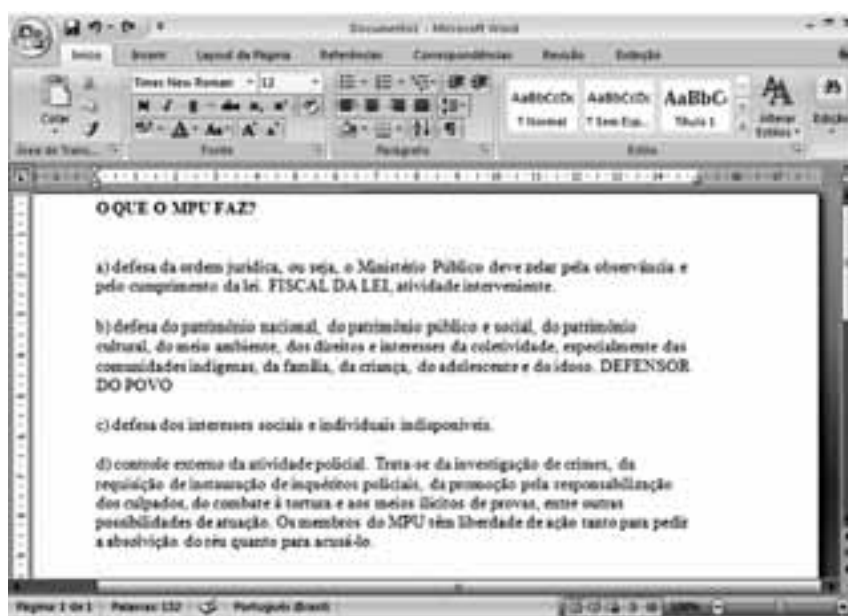 Documento1 - Microsoft Word
Início Inserir Layout da Página Referências Correspondências Revisão Exibição
Times New Roman 12
AaBbCcDc AaBbCcDc AaBbC
Colar
¶ Normal ¶ Sem Esp... Título 1
Alterar Estilos
Edição
Área de Trans... Fonte Parágrafo Estilo
O QUE O MPU FAZ?
a) defesa da ordem jurídica, ou seja, o Ministério Público deve zelar pela observância e
pelo cumprimento da lei. FISCAL DA LEI, atividade interveniente.
b) defesa do patrimônio nacional, do patrimônio público e social, do patrimônio
cultural, do meio ambiente, dos direitos e interesses da coletividade, especialmente das
comunidades indígenas, da família, da criança, do adolescente e do idoso. DEFENSOR
DO POVO
c) defesa dos interesses sociais e individuais indisponíveis.
d) controle externo da atividade policial. Trata-se da investigação de crimes, da
requisição de instauração de inquéritos policiais, da promoção pela responsabilização
dos culpados, do combate à tortura e aos meios ilícitos de provas, entre outras
possibilidades de atuação. Os membros do MPU têm liberdade de ação tanto para pedir
a absolvição do réu quanto para acusá-lo.
Página 1 de 1 Palavras: 132 Português (Brasil) 100%